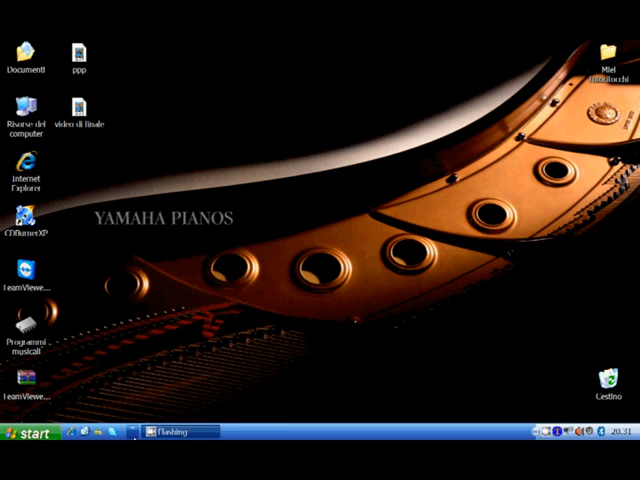 Documenti
ppp
Risorse del
computer
video di finale
Internet
Explorer
CDBurnerXP
TeamViewe...
Programmi
musicali
TeamViewe...
YAMAHA PIANOS
Miei
Cestino
start
Flashing
20.31